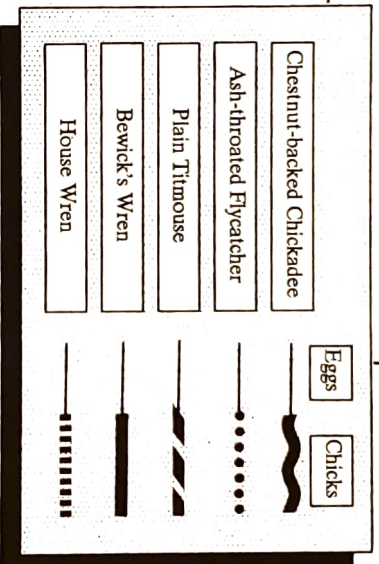 Eggs
Chicks
Chestnut-backed Chickadee
Ash-throated Flycatcher
Plain Titmouse
Bewick's Wren
House Wren